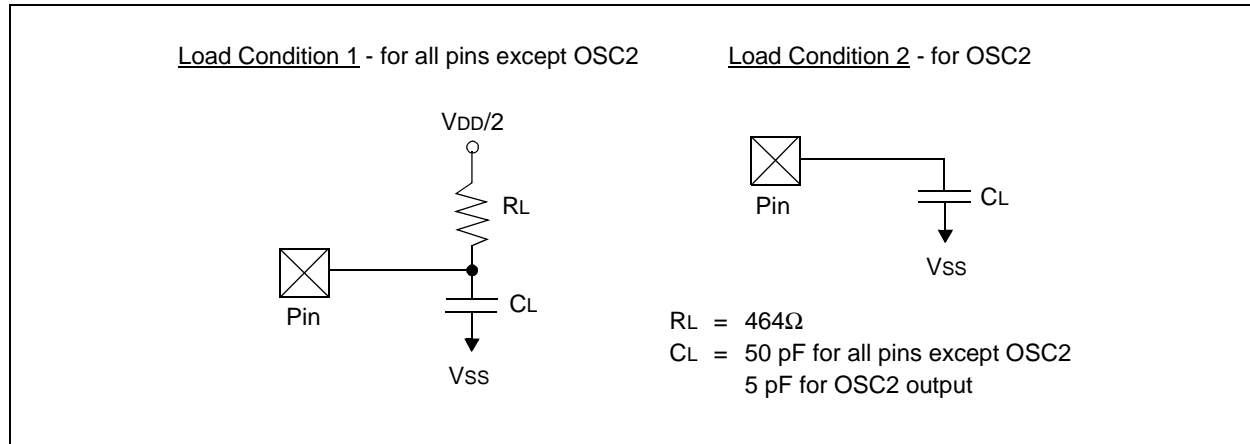 Load Condition 1 - for all pins except OSC2
VDD/2
RL
Pin
CL
VSS
Load Condition 2 - for OSC2
Pin
CL
VSS
RL = 464Ω
CL = 50 pF for all pins except OSC2
5 pF for OSC2 output